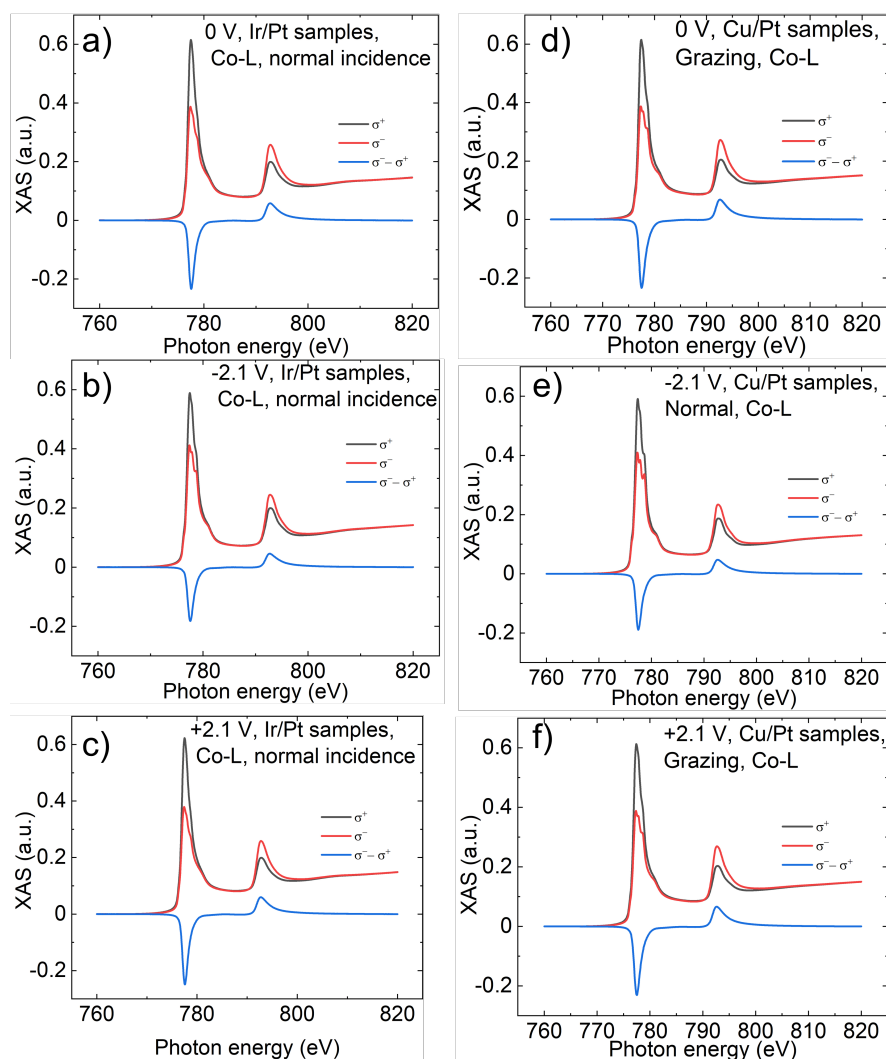 a)
0 V, Ir/Pt samples,
Co-L, normal incidence
σ⁺
σ⁻
σ⁻– σ⁺
XAS (a.u.)
0.6
0.4
0.2
0
-0.2
760 780 800 820
Photon energy (eV)
b)
-2.1 V, Ir/Pt samples,
Co-L, normal incidence
σ⁺
σ⁻
σ⁻– σ⁺
XAS (a.u.)
0.6
0.4
0.2
0
-0.2
760 780 800 820
Photon energy (eV)
c)
+2.1 V, Ir/Pt samples,
Co-L, normal incidence
σ⁺
σ⁻
σ⁻– σ⁺
XAS (a.u.)
0.6
0.4
0.2
0
-0.2
760 780 800 820
Photon energy (eV)
d)
0 V, Cu/Pt samples,
Grazing, Co-L
σ⁺
σ⁻
σ⁻– σ⁺
XAS (a.u.)
0.6
0.4
0.2
0
-0.2
760 770 780 790 800 810 820
Photon energy (eV)
e)
-2.1 V, Cu/Pt samples,
Normal, Co-L
σ⁺
σ⁻
σ⁻– σ⁺
XAS (a.u.)
0.6
0.4
0.2
0
-0.2
760 770 780 790 800 810 820
Photon energy (eV)
f)
+2.1 V, Cu/Pt samples,
Grazing, Co-L
σ⁺
σ⁻
σ⁻– σ⁺
XAS (a.u.)
0.6
0.4
0.2
0
-0.2
760 770 780 790 800 810 820
Photon energy (eV)